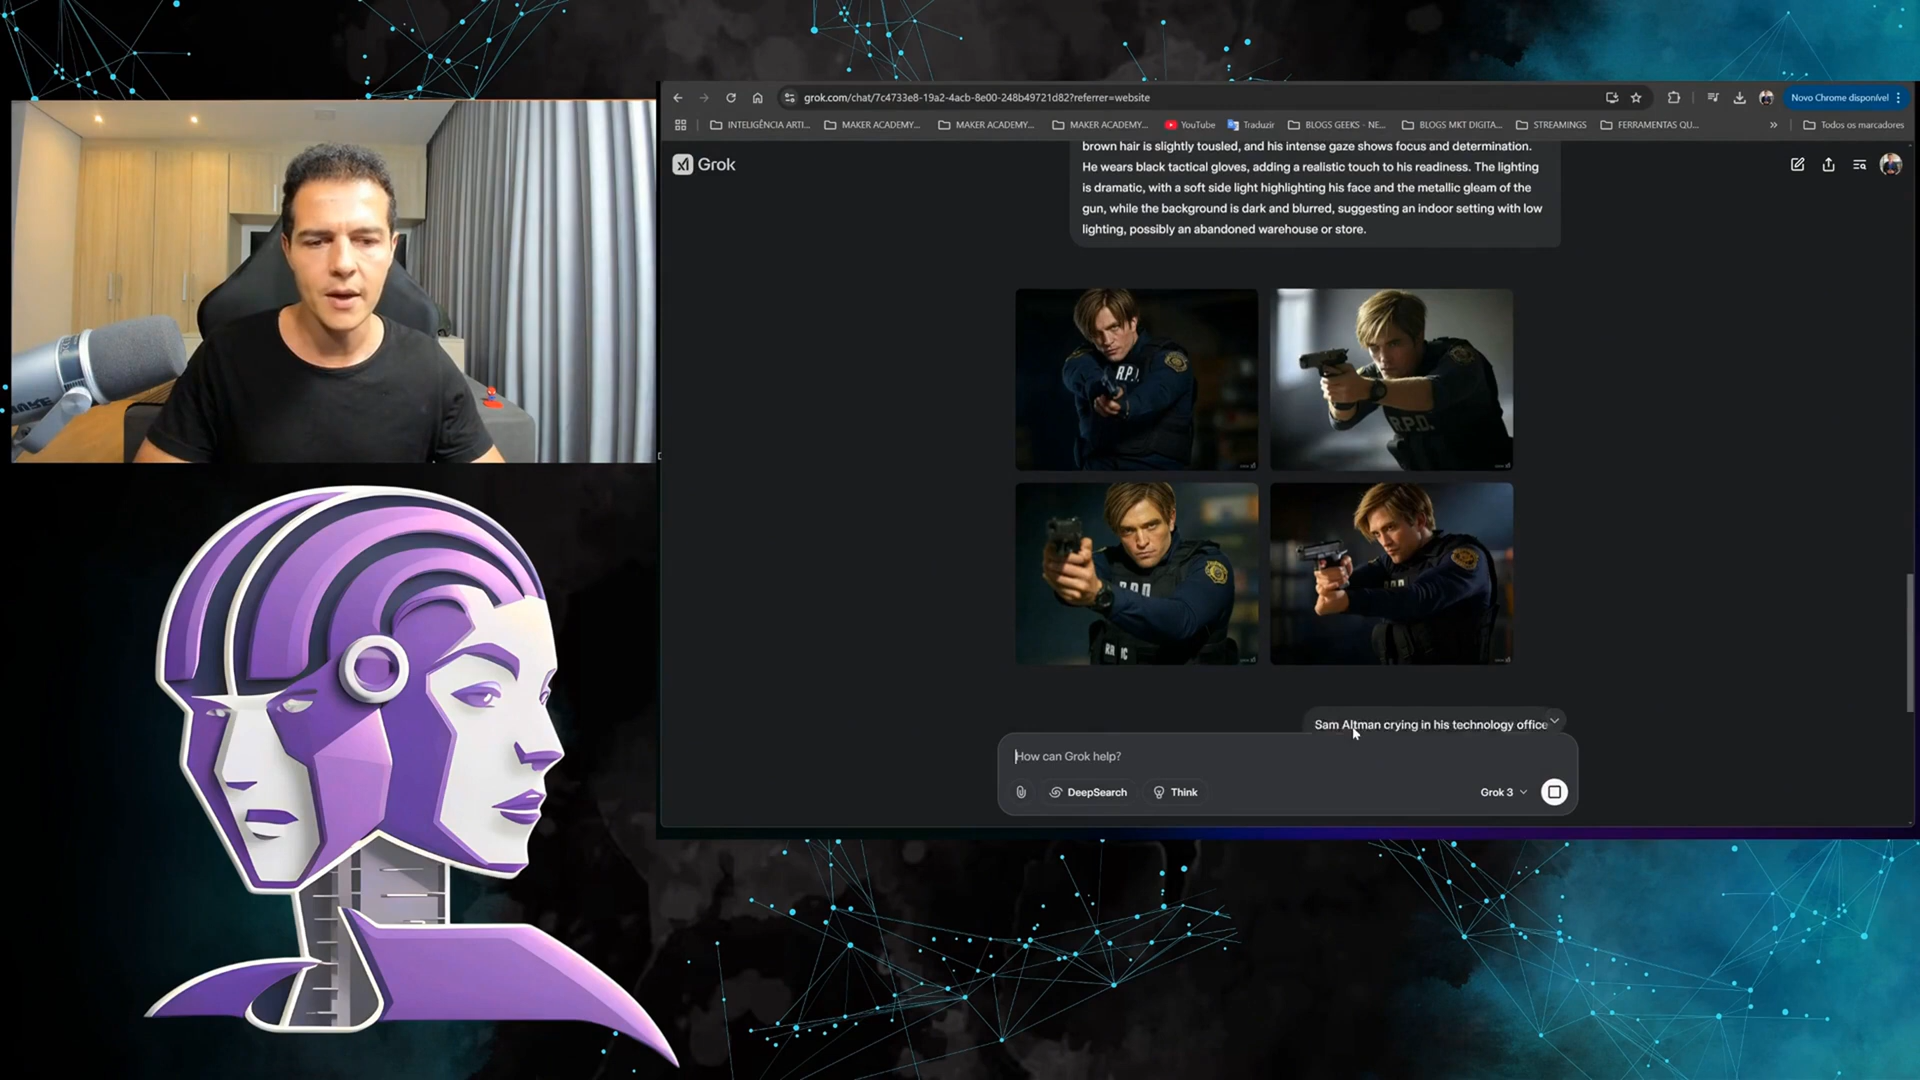 grok.com/chat/7c4733e8-19a2-4acb-8e00-248b49721d82?referrer=website
Novo Chrome disponível
INTELIGÊNCIA ARTI...
MAKER ACADEMY...
MAKER ACADEMY...
MAKER ACADEMY...
YouTube
Traduzir
BLOGS GEEKS - NE...
BLOGS MKT DIGITA...
STREAMINGS
FERRAMENTAS QU...
»
Todos os marcadores
Grok
brown hair is slightly tousled, and his intense gaze shows focus and determination.
He wears black tactical gloves, adding a realistic touch to his readiness. The lighting
is dramatic, with a soft side light highlighting his face and the metallic gleam of the
gun, while the background is dark and blurred, suggesting an indoor setting with low
lighting, possibly an abandoned warehouse or store.
R.P.
R.P.D.
Sam Altman crying in his technology office
How can Grok help?
DeepSearch
Think
Grok 3